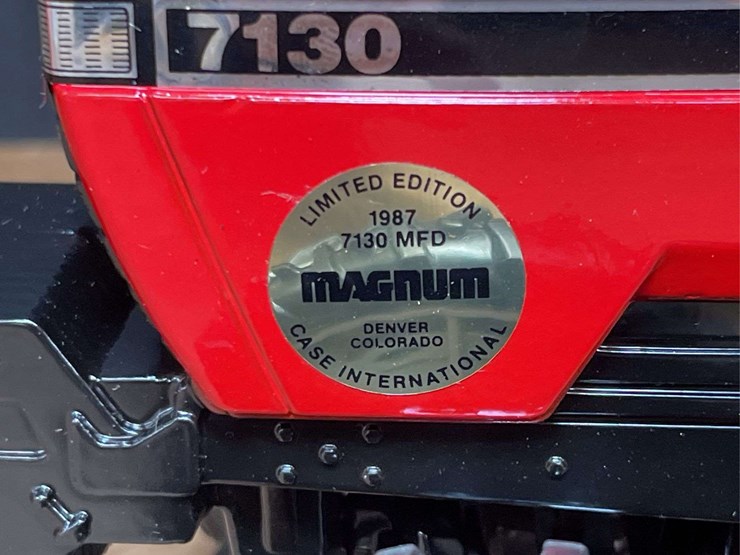 7130
LIMITED EDITION
1987
7130 MFD
MAGNUM
DENVER
COLORADO
CASE INTERNATIONAL